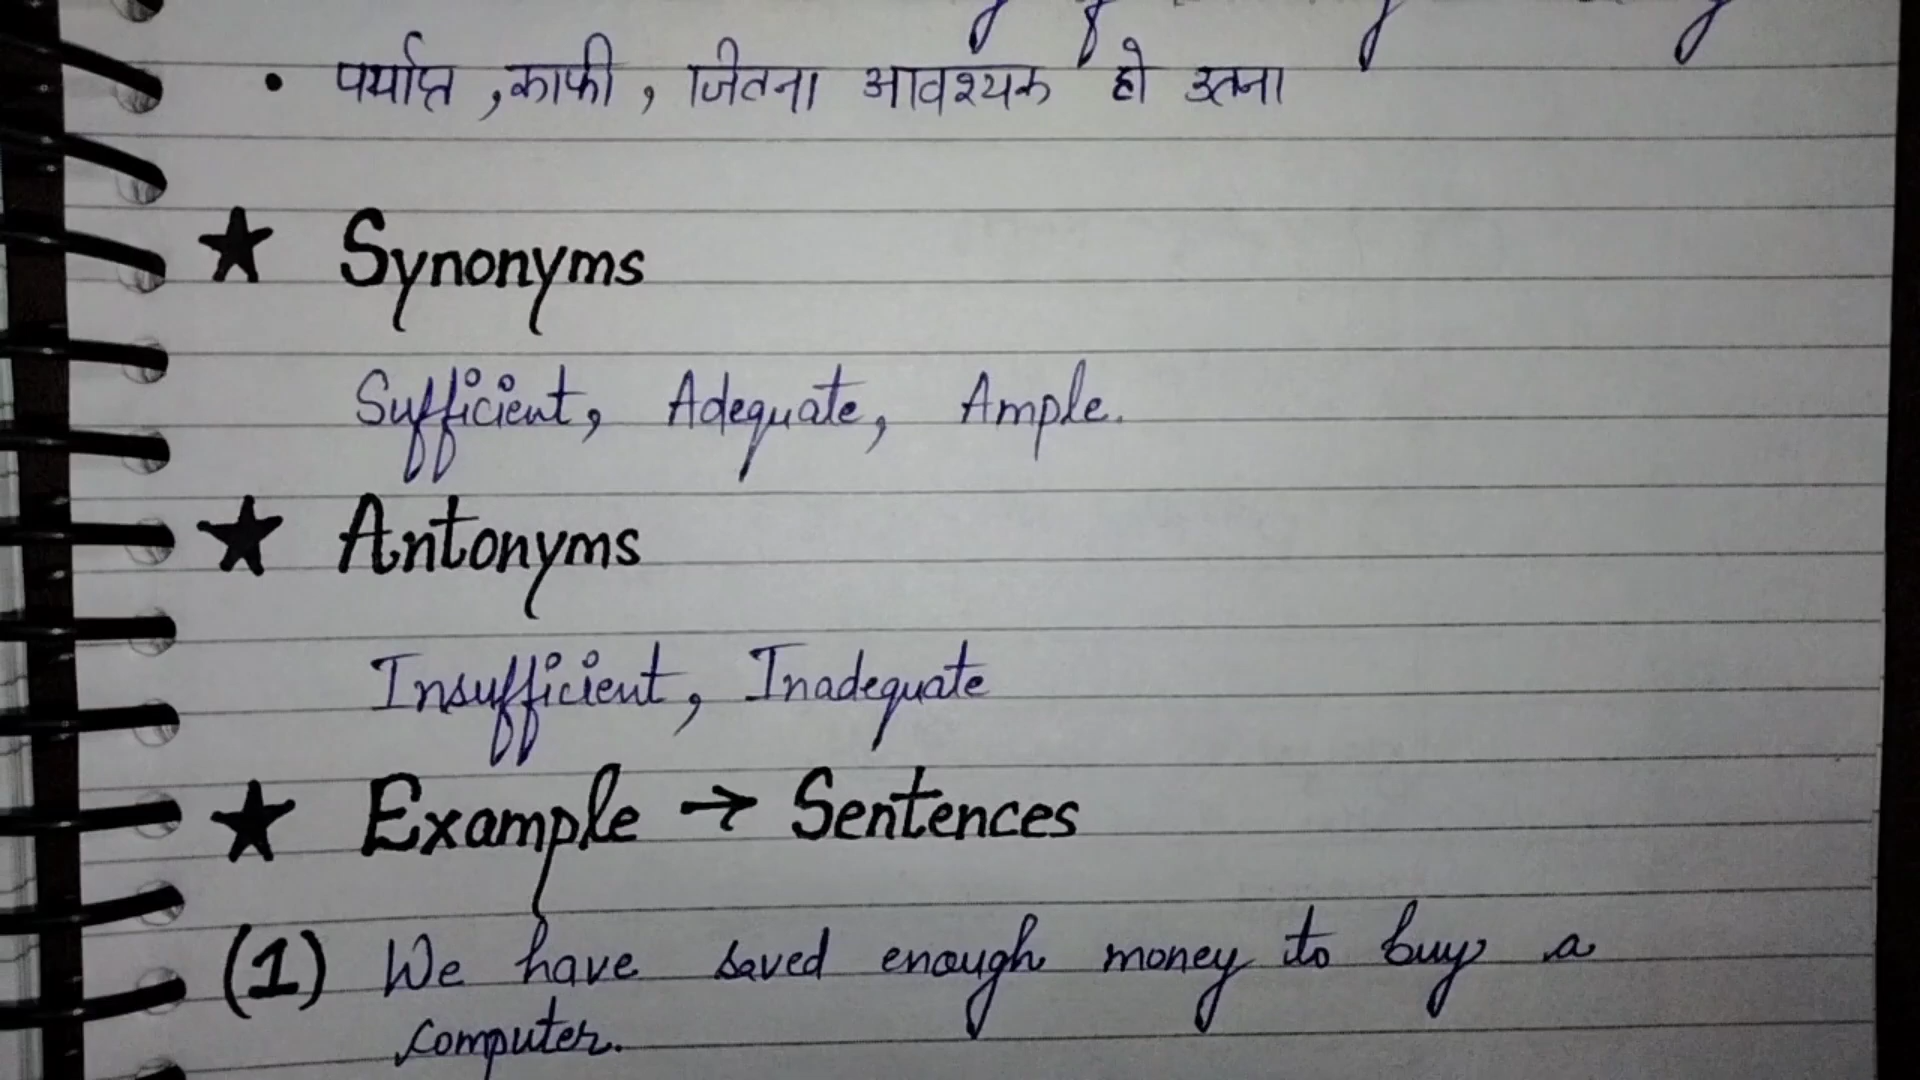 • पर्याप्त , काफी , जितना आवश्यक हो उतना
★ Synonyms
Sufficient, Adequate, Ample.
★ Antonyms
Insufficient, Inadequate
★ Example → Sentences
(1) We have saved enough money to buy a
computer.